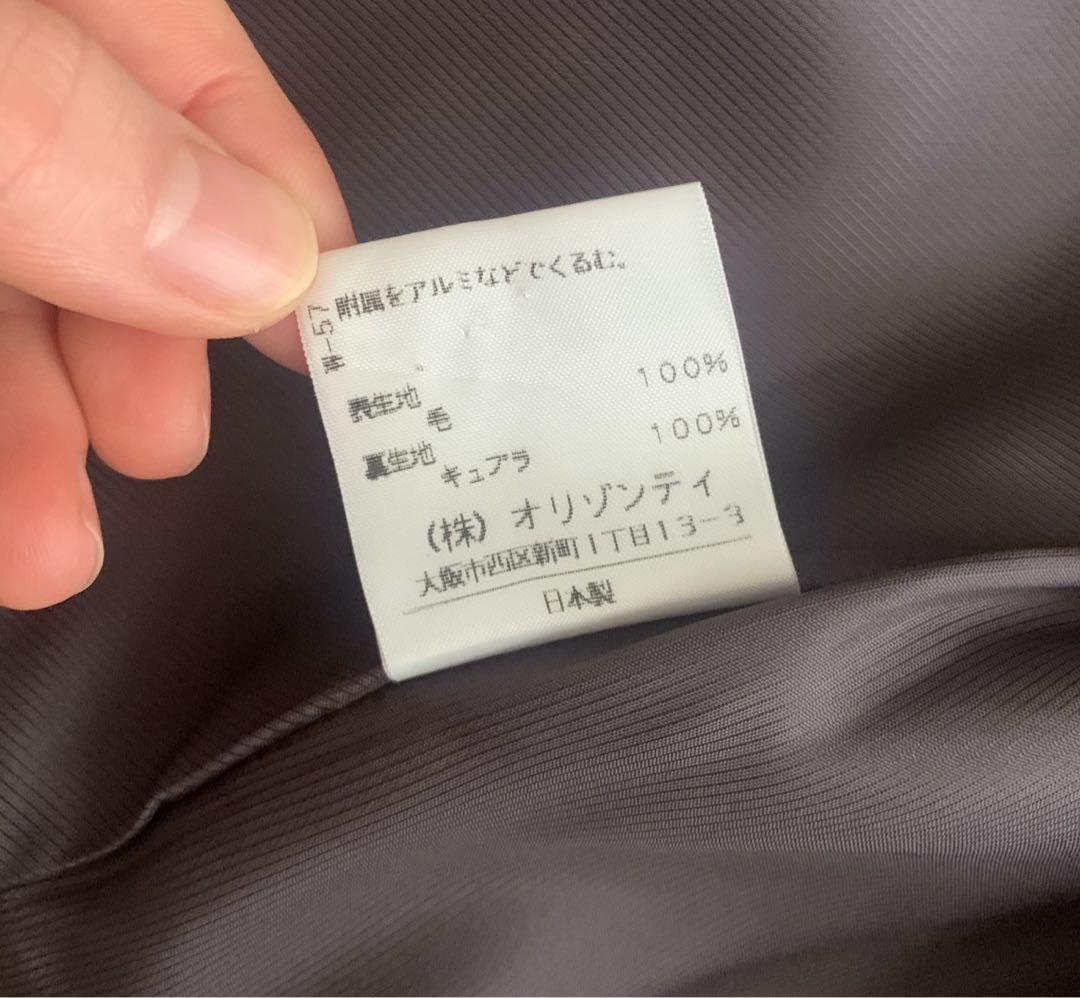 W-57
附属をアルミなどでくるむ。
表生地
毛 100%
裏生地
キュプラ 100%
(株) オリゾンティ
大阪市西区新町1丁目13-3
日本製